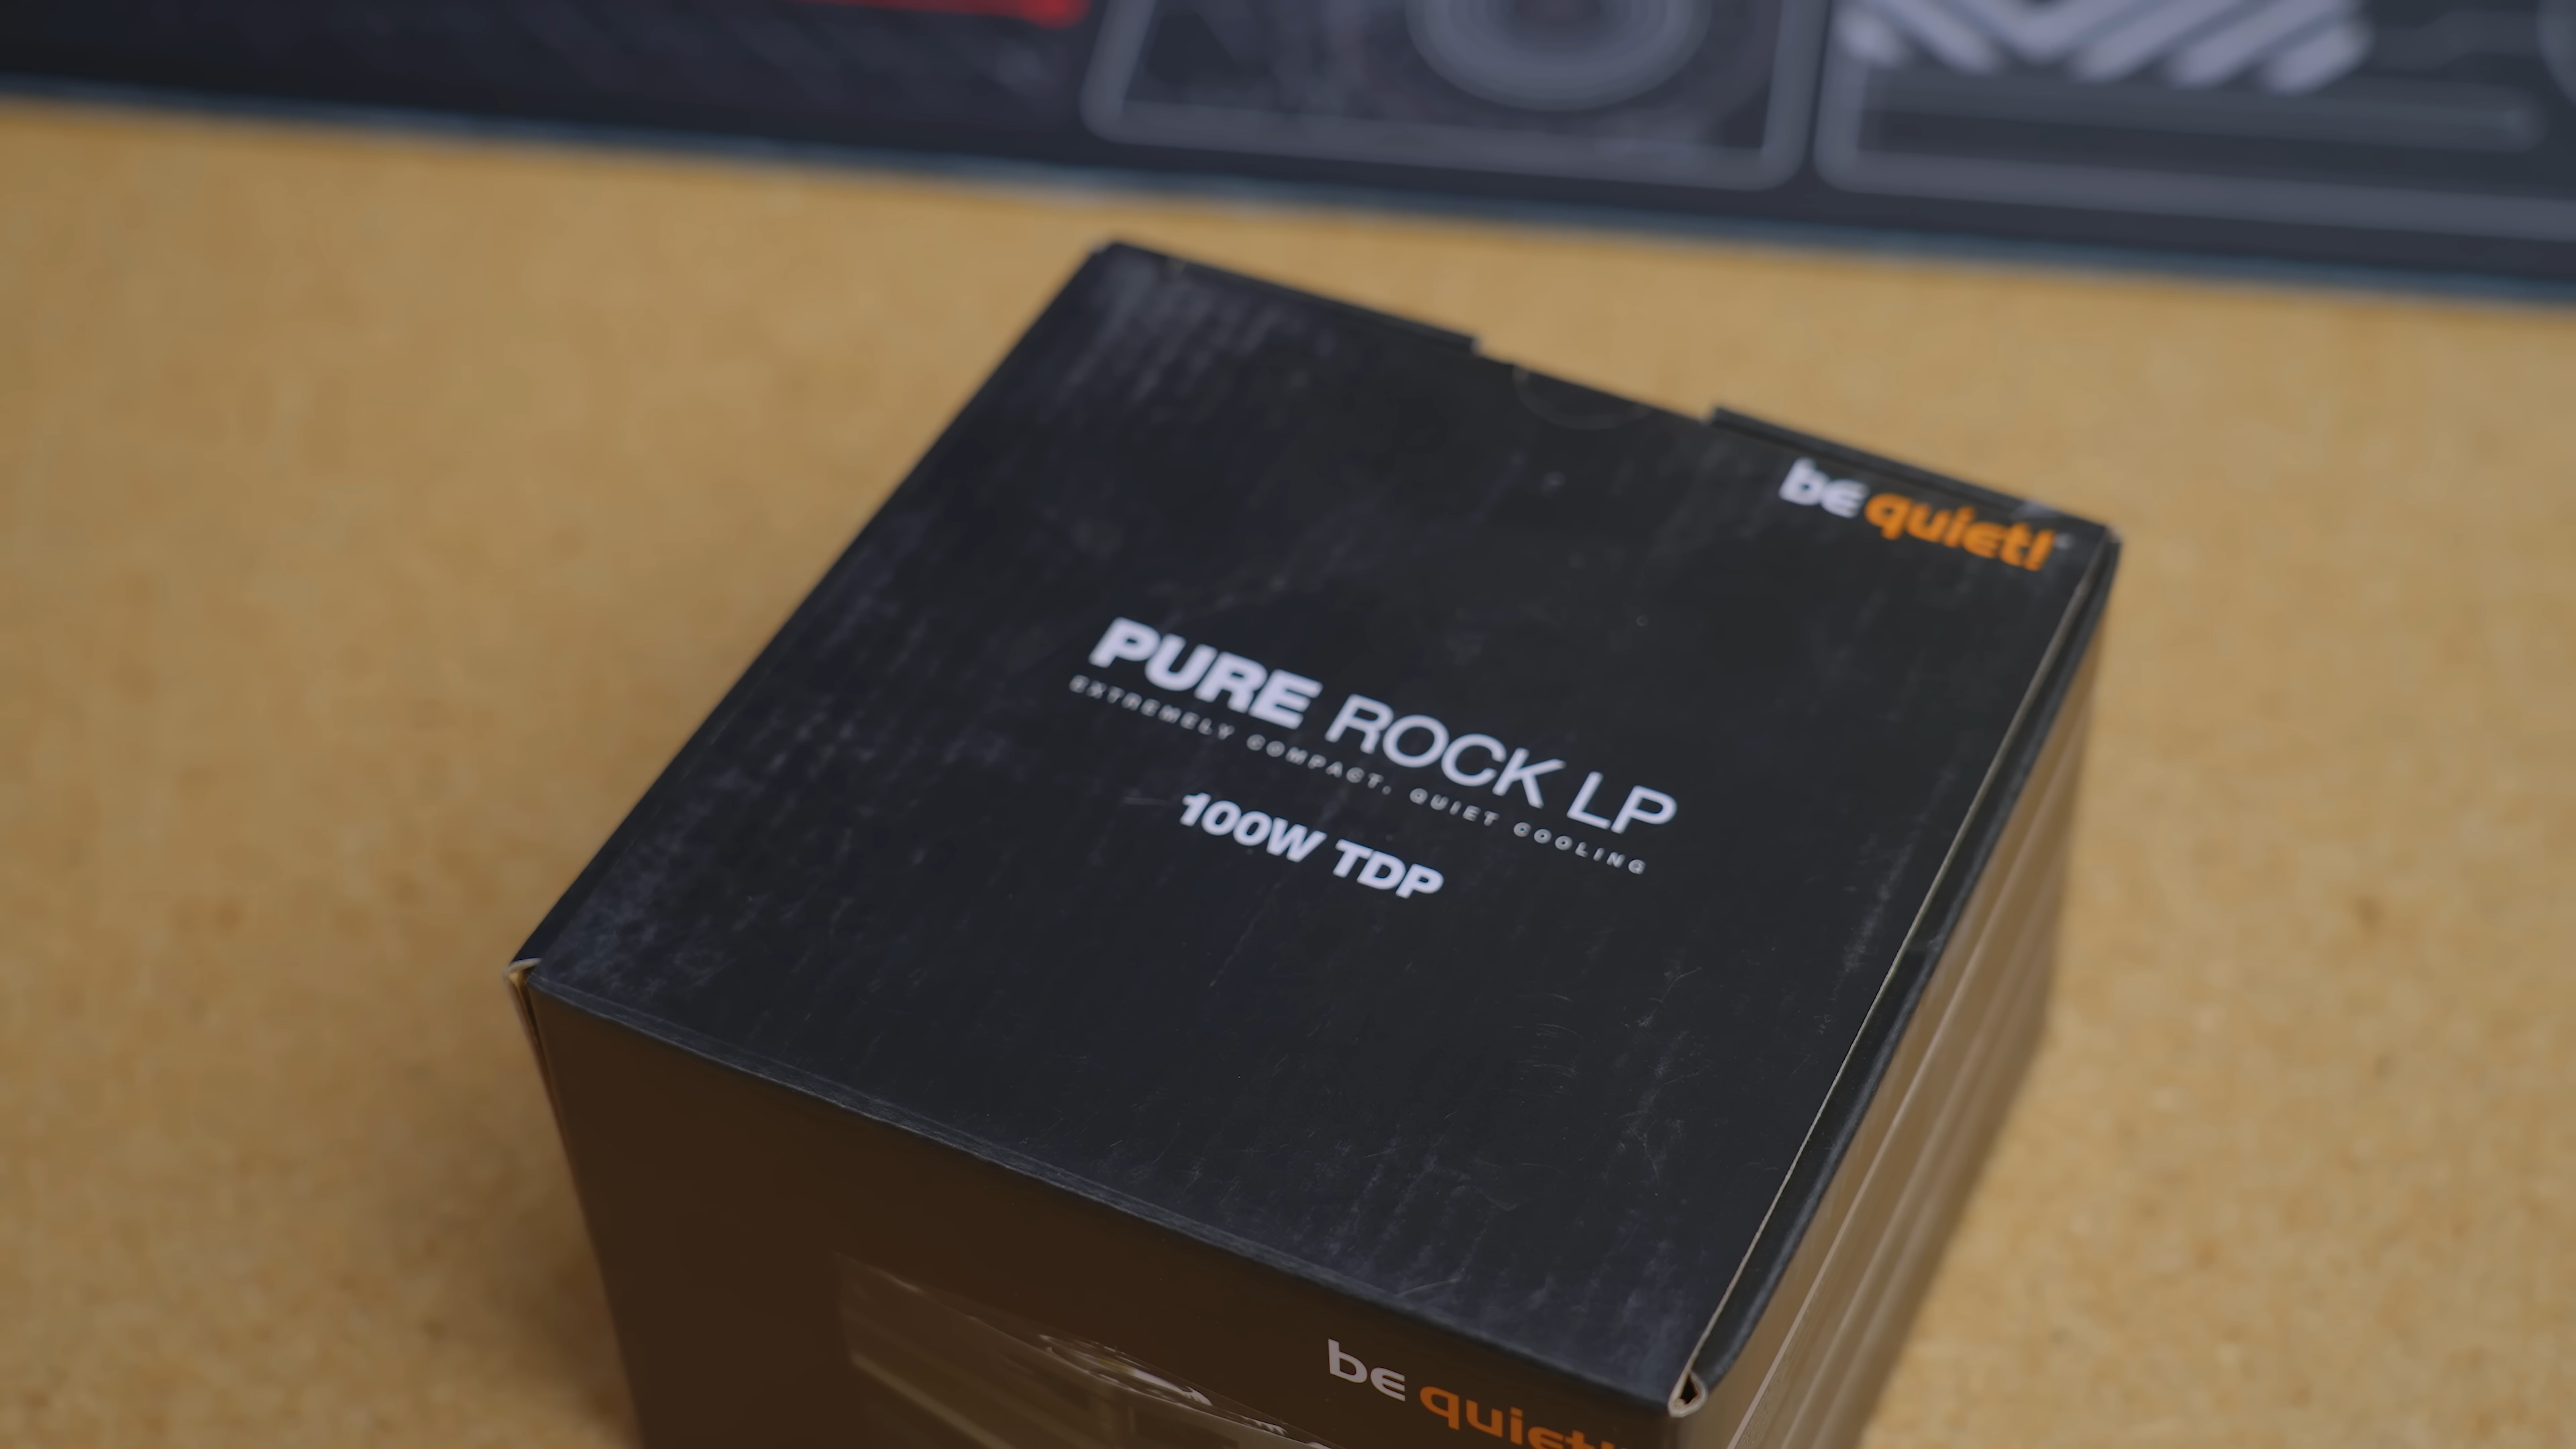 be quiet!
PURE ROCK LP
EXTREMELY COMPACT, QUIET COOLING
100W TDP
be quiet!